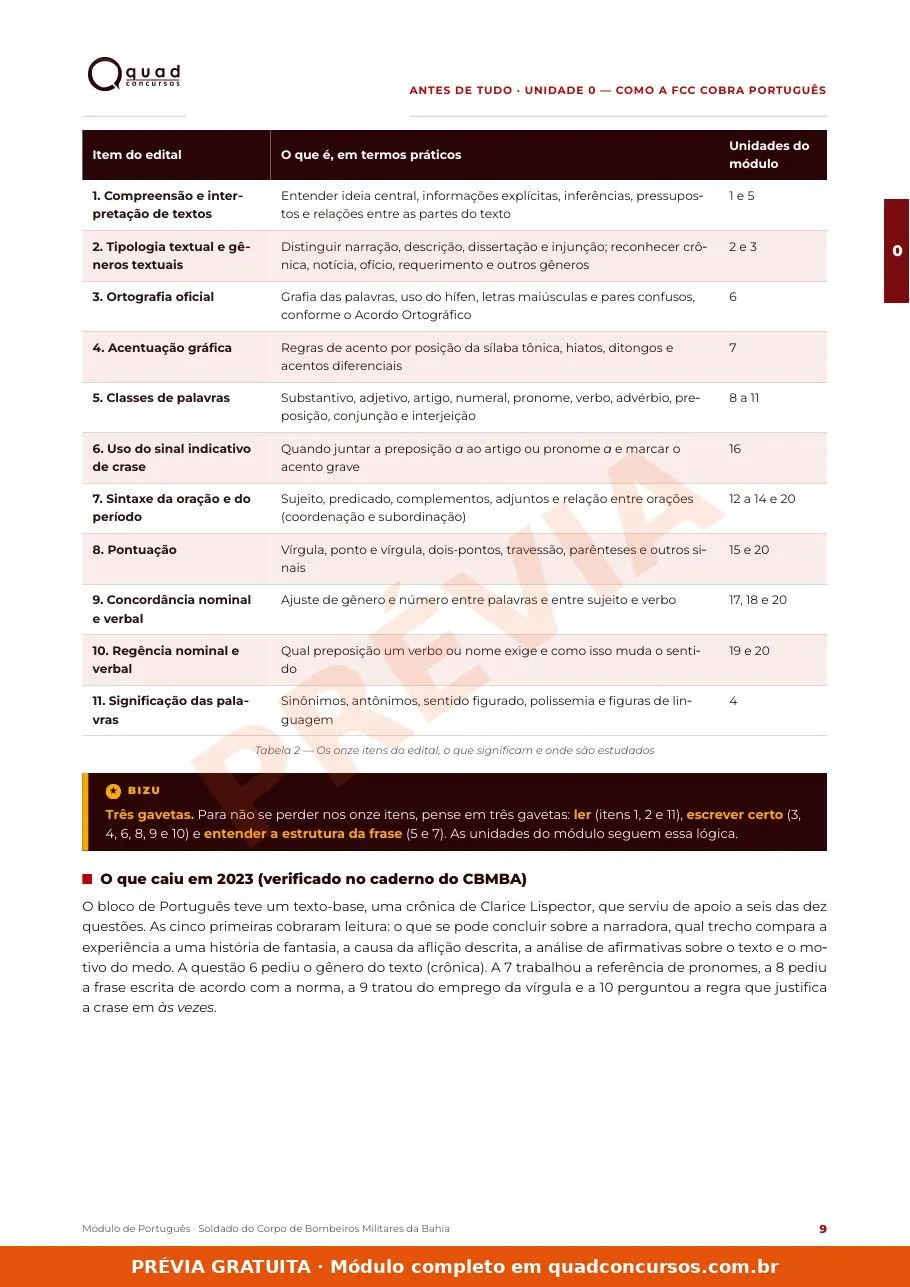 quad
concursos
ANTES DE TUDO · UNIDADE 0 — COMO A FCC COBRA PORTUGUÊS
0
Item do edital
O que é, em termos práticos
Unidades do
módulo
1. Compreensão e inter-
pretação de textos
Entender ideia central, informações explícitas, inferências, pressupos-
tos e relações entre as partes do texto
1 e 5
2. Tipologia textual e gê-
neros textuais
Distinguir narração, descrição, dissertação e injunção; reconhecer crô-
nica, notícia, ofício, requerimento e outros gêneros
2 e 3
3. Ortografia oficial
Grafia das palavras, uso do hífen, letras maiúsculas e pares confusos,
conforme o Acordo Ortográfico
6
4. Acentuação gráfica
Regras de acento por posição da sílaba tônica, hiatos, ditongos e
acentos diferenciais
7
5. Classes de palavras
Substantivo, adjetivo, artigo, numeral, pronome, verbo, advérbio, pre-
posição, conjunção e interjeição
8 a 11
6. Uso do sinal indicativo
de crase
Quando juntar a preposição a ao artigo ou pronome a e marcar o
acento grave
16
7. Sintaxe da oração e do
período
Sujeito, predicado, complementos, adjuntos e relação entre orações
(coordenação e subordinação)
12 a 14 e 20
8. Pontuação
Vírgula, ponto e vírgula, dois-pontos, travessão, parênteses e outros si-
nais
15 e 20
9. Concordância nominal
e verbal
Ajuste de gênero e número entre palavras e entre sujeito e verbo
17, 18 e 20
10. Regência nominal e
verbal
Qual preposição um verbo ou nome exige e como isso muda o senti-
do
19 e 20
11. Significação das pala-
vras
Sinônimos, antônimos, sentido figurado, polissemia e figuras de lin-
guagem
4
PRÉVIA
Tabela 2 — Os onze itens do edital, o que significam e onde são estudados
BIZU
Três gavetas. Para não se perder nos onze itens, pense em três gavetas: ler (itens 1, 2 e 11), escrever certo (3,
4, 6, 8, 9 e 10) e entender a estrutura da frase (5 e 7). As unidades do módulo seguem essa lógica.
O que caiu em 2023 (verificado no caderno do CBMBA)
O bloco de Português teve um texto-base, uma crônica de Clarice Lispector, que serviu de apoio a seis das dez
questões. As cinco primeiras cobraram leitura: o que se pode concluir sobre a narradora, qual trecho compara a
experiência a uma história de fantasia, a causa da aflição descrita, a análise de afirmativas sobre o texto e o mo-
tivo do medo. A questão 6 pediu o gênero do texto (crônica). A 7 trabalhou a referência de pronomes, a 8 pediu
a frase escrita de acordo com a norma, a 9 tratou do emprego da vírgula e a 10 perguntou a regra que justifica
a crase em às vezes.
Módulo de Português · Soldado do Corpo de Bombeiros Militares da Bahia
9
PRÉVIA GRATUITA · Módulo completo em quadconcursos.com.br